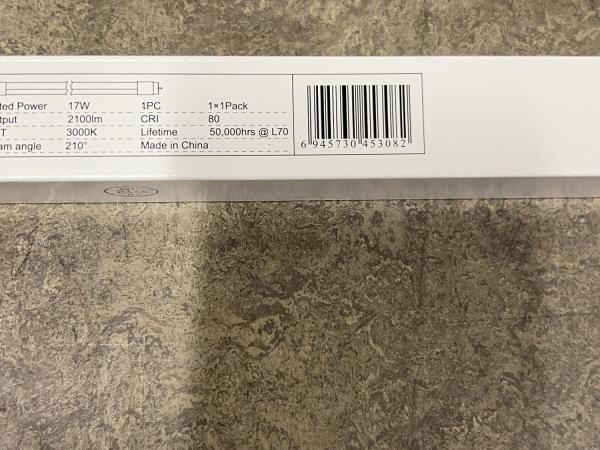 ted Power 17W 1PC 1×1Pack
tput 2100lm CRI 80
T 3000K Lifetime 50,000hrs @ L70
am angle 210° Made in China
6 945730 453082